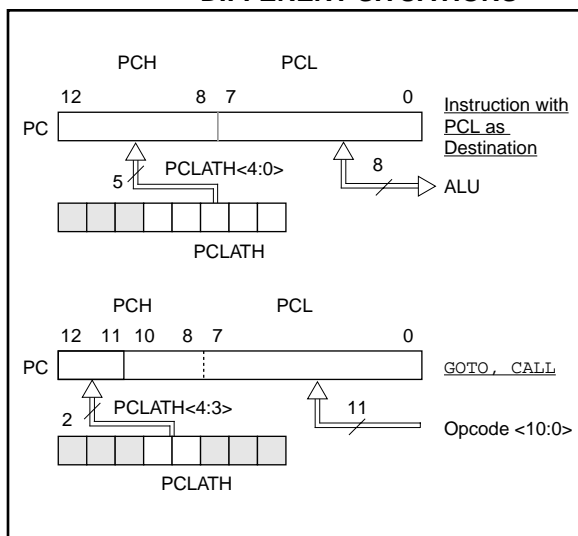 PCH PCL
12 8 7 0
PC
Instruction with
PCL as
Destination
PCLATH<4:0>
5
8
ALU
PCLATH
PCH PCL
12 11 10 8 7 0
PC
GOTO, CALL
PCLATH<4:3>
2
11
Opcode <10:0>
PCLATH